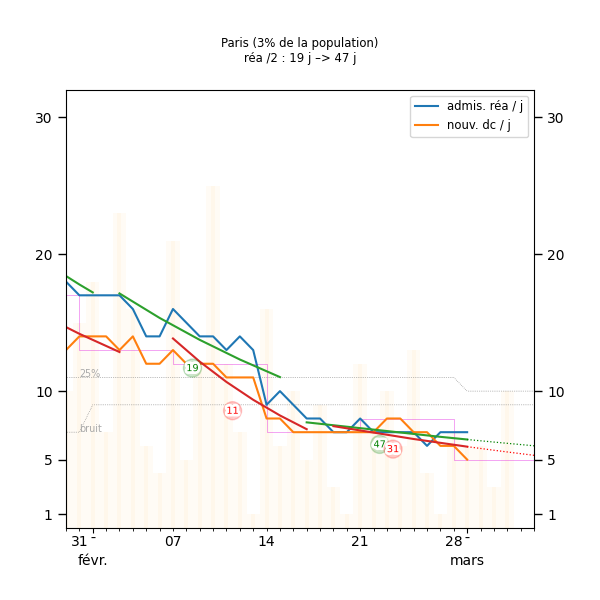 Paris (3% de la population)
réa /2 : 19 j –> 47 j
admis. réa / j
nouv. dc / j
30
30
20
20
10
10
5
5
1
1
25%
bruit
19
11
47
31
31
07
14
21
28
févr.
mars